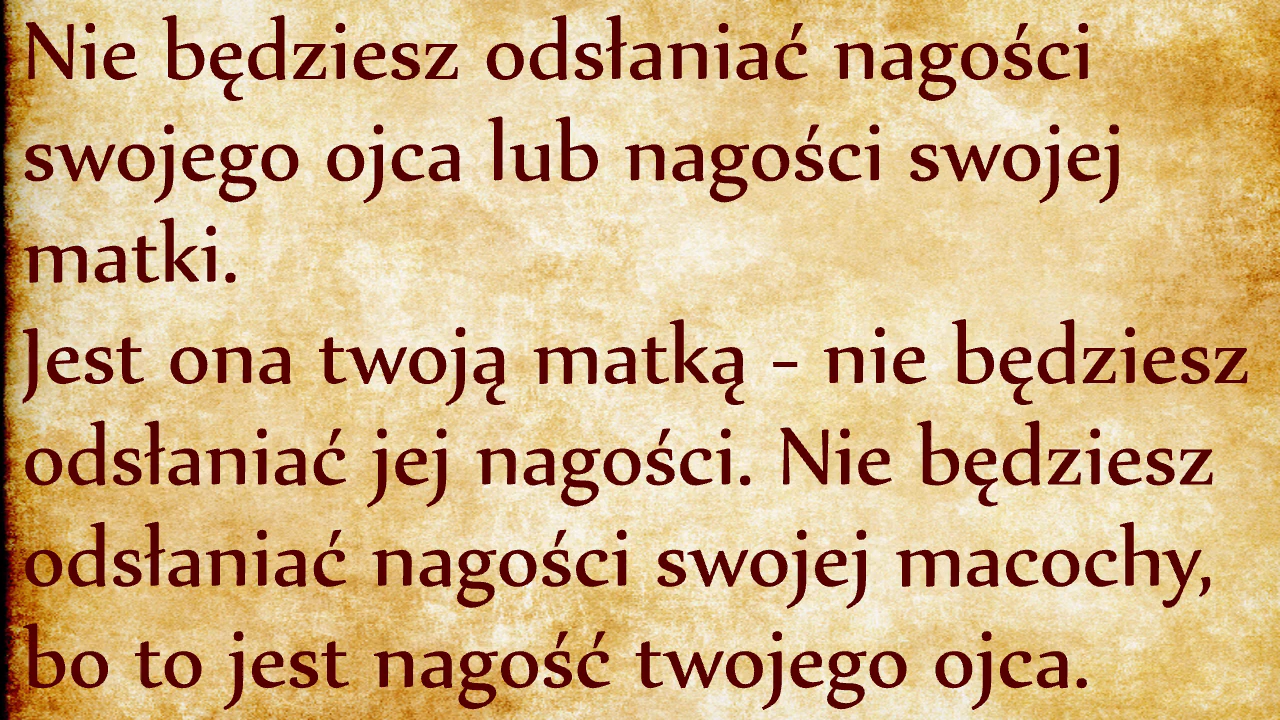 Nie będziesz odsłaniać nagości
swojego ojca lub nagości swojej
matki.
Jest ona twoją matką - nie będziesz
odsłaniać jej nagości. Nie będziesz
odsłaniać nagości swojej macochy,
bo to jest nagość twojego ojca.